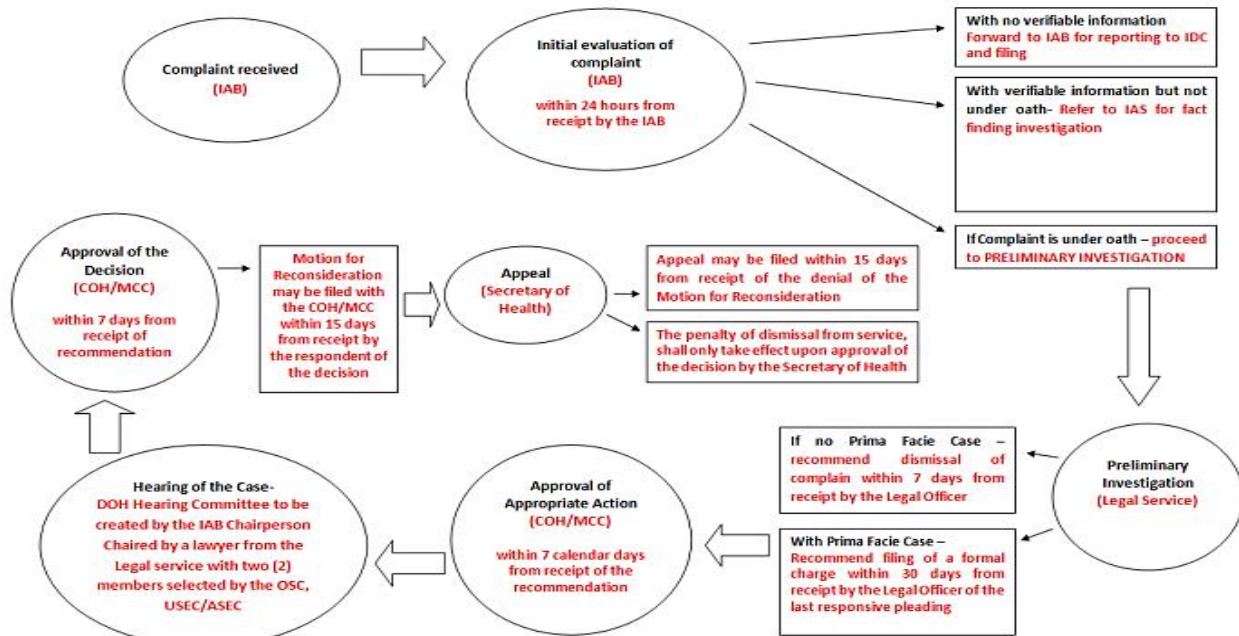 Complaint received
(IAB)
Initial evaluation of
complaint
(IAB)
within 24 hours from
receipt by the IAB
With no verifiable information
Forward to IAB for reporting to IDC
and filing
With verifiable information but not
under oath- Refer to IAS for fact
finding investigation
If Complaint is under oath – proceed
to PRELIMINARY INVESTIGATION
Approval of the
Decision
(COH/MCC)
within 7 days from
receipt of
recommendation
Motion for
Reconsideration
may be filed with
the COH/MCC
within 15 days
from receipt by
the respondent of
the decision
Appeal
(Secretary of
Health)
Appeal may be filed within 15 days
from receipt of the denial of the
Motion for Reconsideration
The penalty of dismissal from service,
shall only take effect upon approval of
the decision by the Secretary of Health
Hearing of the Case-
DOH Hearing Committee to be
created by the IAB Chairperson
Chaired by a lawyer from the
Legal service with two (2)
members selected by the OSC,
USEC/ASEC
Approval of
Appropriate Action
(COH/MCC)
within 7 calendar days
from receipt of the
recommendation
If no Prima Facie Case –
recommend dismissal of
complain within 7 days from
receipt by the Legal Officer
With Prima Facie Case –
Recommend filing of a formal
charge within 30 days from
receipt by the Legal Officer of the
last responsive pleading
Preliminary
Investigation
(Legal Service)